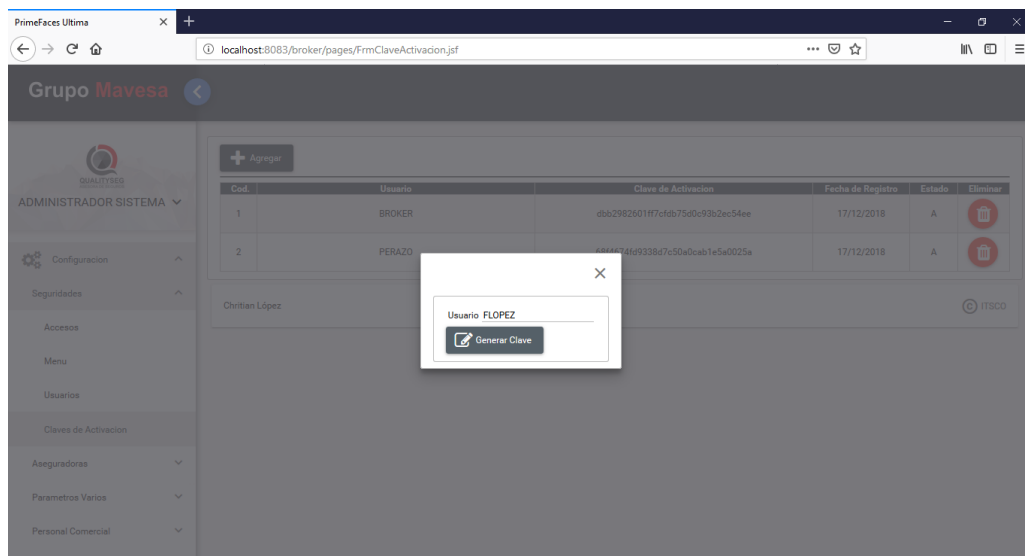 PrimeFaces Ultima
localhost:8083/broker/pages/FrmClaveActivacion.jsf
Grupo Mavesa
QUALITYSEG
ADMINISTRADOR SISTEMA
Configuracion
Seguridades
Accesos
Menu
Usuarios
Claves de Activacion
Aseguradoras
Parametros Varios
Personal Comercial
Agregar
Cod. Usuario Clave de Activacion Fecha de Registro Estado Eliminar
1 BROKER dbb2982601ff7cfdb75d0c93b2ec54ee 17/12/2018 A
2 PERAZO 17/12/2018 A
Usuario FLOPEZ
Generar Clave
Chritian López
© ITSCO